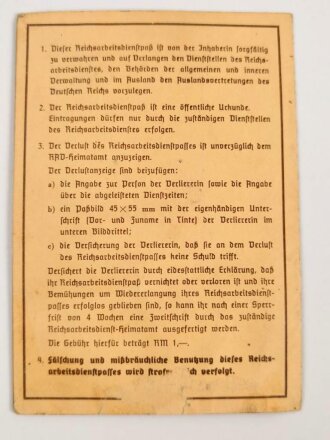 1. Dieser Reichsarbeitsdienstpaß ist von der Inhaberin sorgfältig
zu verwahren und auf Verlangen den Dienststellen des Reichs-
arbeitsdienstes, den Behörden der allgemeinen und inneren
Verwaltung und im Ausland den Auslandsvertretungen des
Deutschen Reichs vorzulegen.
2. Der Reichsarbeitsdienstpaß ist eine öffentliche Urkunde.
Eintragungen dürfen nur durch die zuständigen Dienststellen
des Reichsarbeitsdienstes erfolgen.
3. Der Verlust des Reichsarbeitsdienstpasses ist unverzüglich dem
RAD-Heimatamt anzuzeigen.
Der Verlustanzeige sind beizufügen:
a) die Angabe zur Person der Verliererin sowie die Angabe
über die abgeleisteten Dienstzeiten;
b) ein Paßbild 45 × 55 mm mit der eigenhändigen Unter-
schrift (Vor- und Zuname in Tinte) der Verliererin im
unteren Bilddrittel;
c) die Versicherung der Verliererin, daß sie an dem Verlust
des Reichsarbeitsdienstpasses keine Schuld trifft.
Versichert die Verliererin durch eidesstattliche Erklärung, daß
ihr Reichsarbeitsdienstpaß vernichtet oder verloren ist und ihre
Bemühungen um Wiedererlangung ihres Reichsarbeitsdienst-
passes erfolglos geblieben sind, so kann ihr nach einer Sperr-
frist von 4 Wochen eine Zweitschrift durch das zuständige
Reichsarbeitsdienst-Heimatamt ausgefertigt werden.
Die Gebühr hierfür beträgt RM 1,—.
4. Fälschung und mißbräuchliche Benutzung dieses Reichs-
arbeitsdienstpasses wird verfolgt.